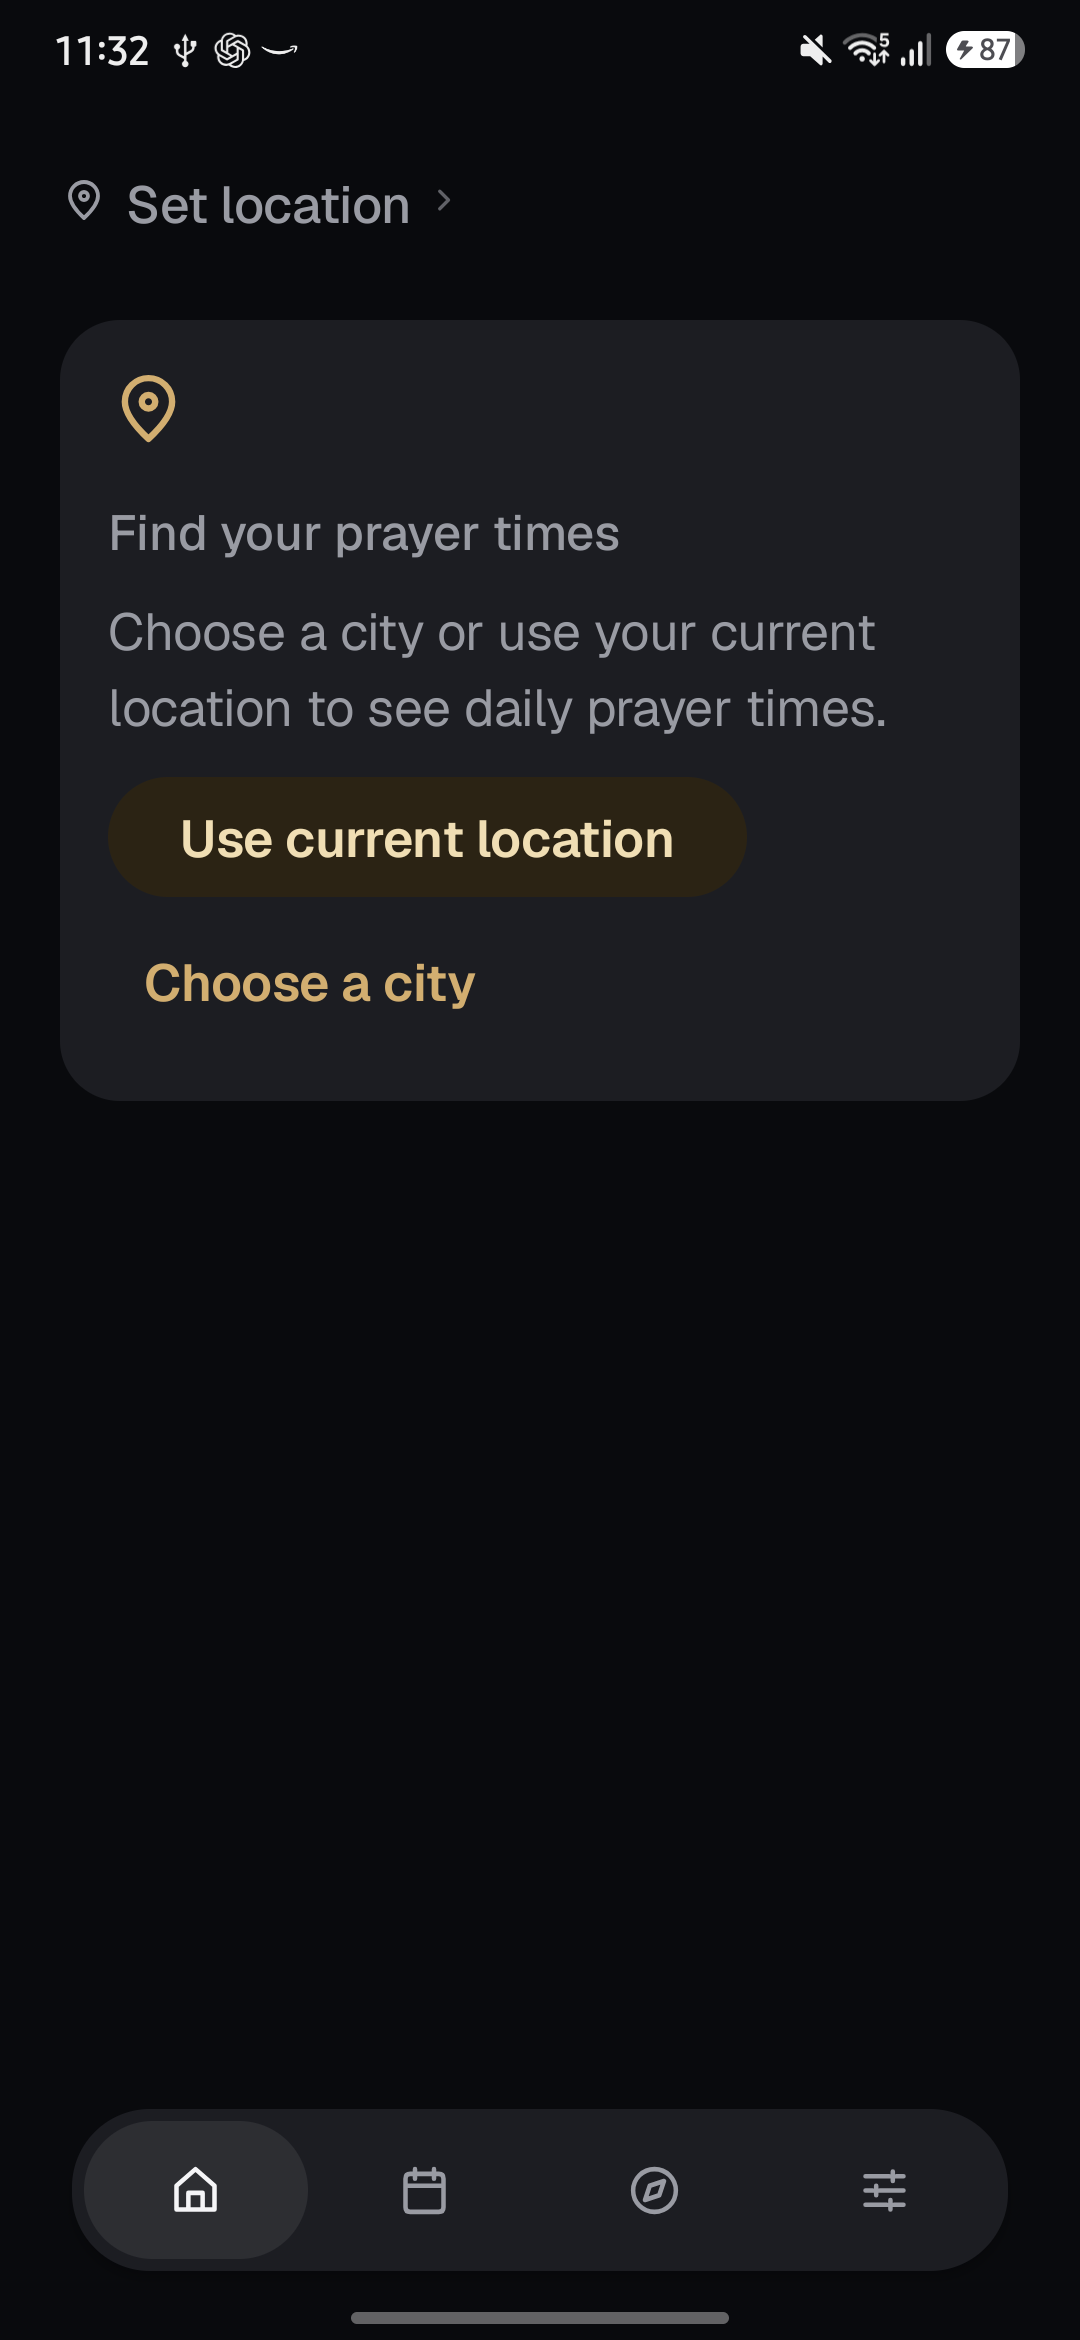 11:32
5
87
Set location
Find your prayer times
Choose a city or use your current
location to see daily prayer times.
Use current location
Choose a city